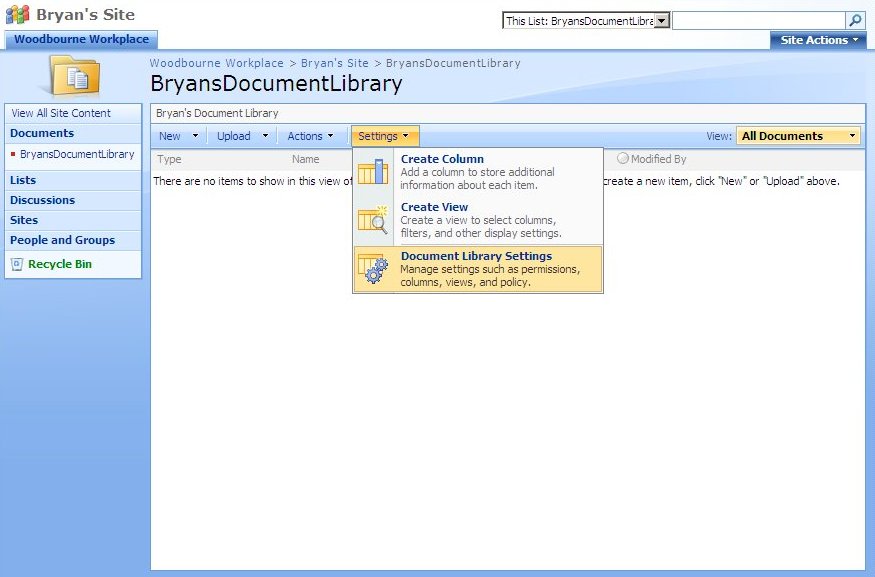 Bryan's Site
This List: BryansDocumentLibra
Woodbourne Workplace
Site Actions
Woodbourne Workplace > Bryan's Site > BryansDocumentLibrary
BryansDocumentLibrary
View All Site Content
Documents
BryansDocumentLibrary
Lists
Discussions
Sites
People and Groups
Recycle Bin
Bryan's Document Library
New Upload Actions Settings View: All Documents
Type Name Modified By
There are no items to show in this view of create a new item, click "New" or "Upload" above.
Create Column
Add a column to store additional
information about each item.
Create View
Create a view to select columns,
filters, and other display settings.
Document Library Settings
Manage settings such as permissions,
columns, views, and policy.